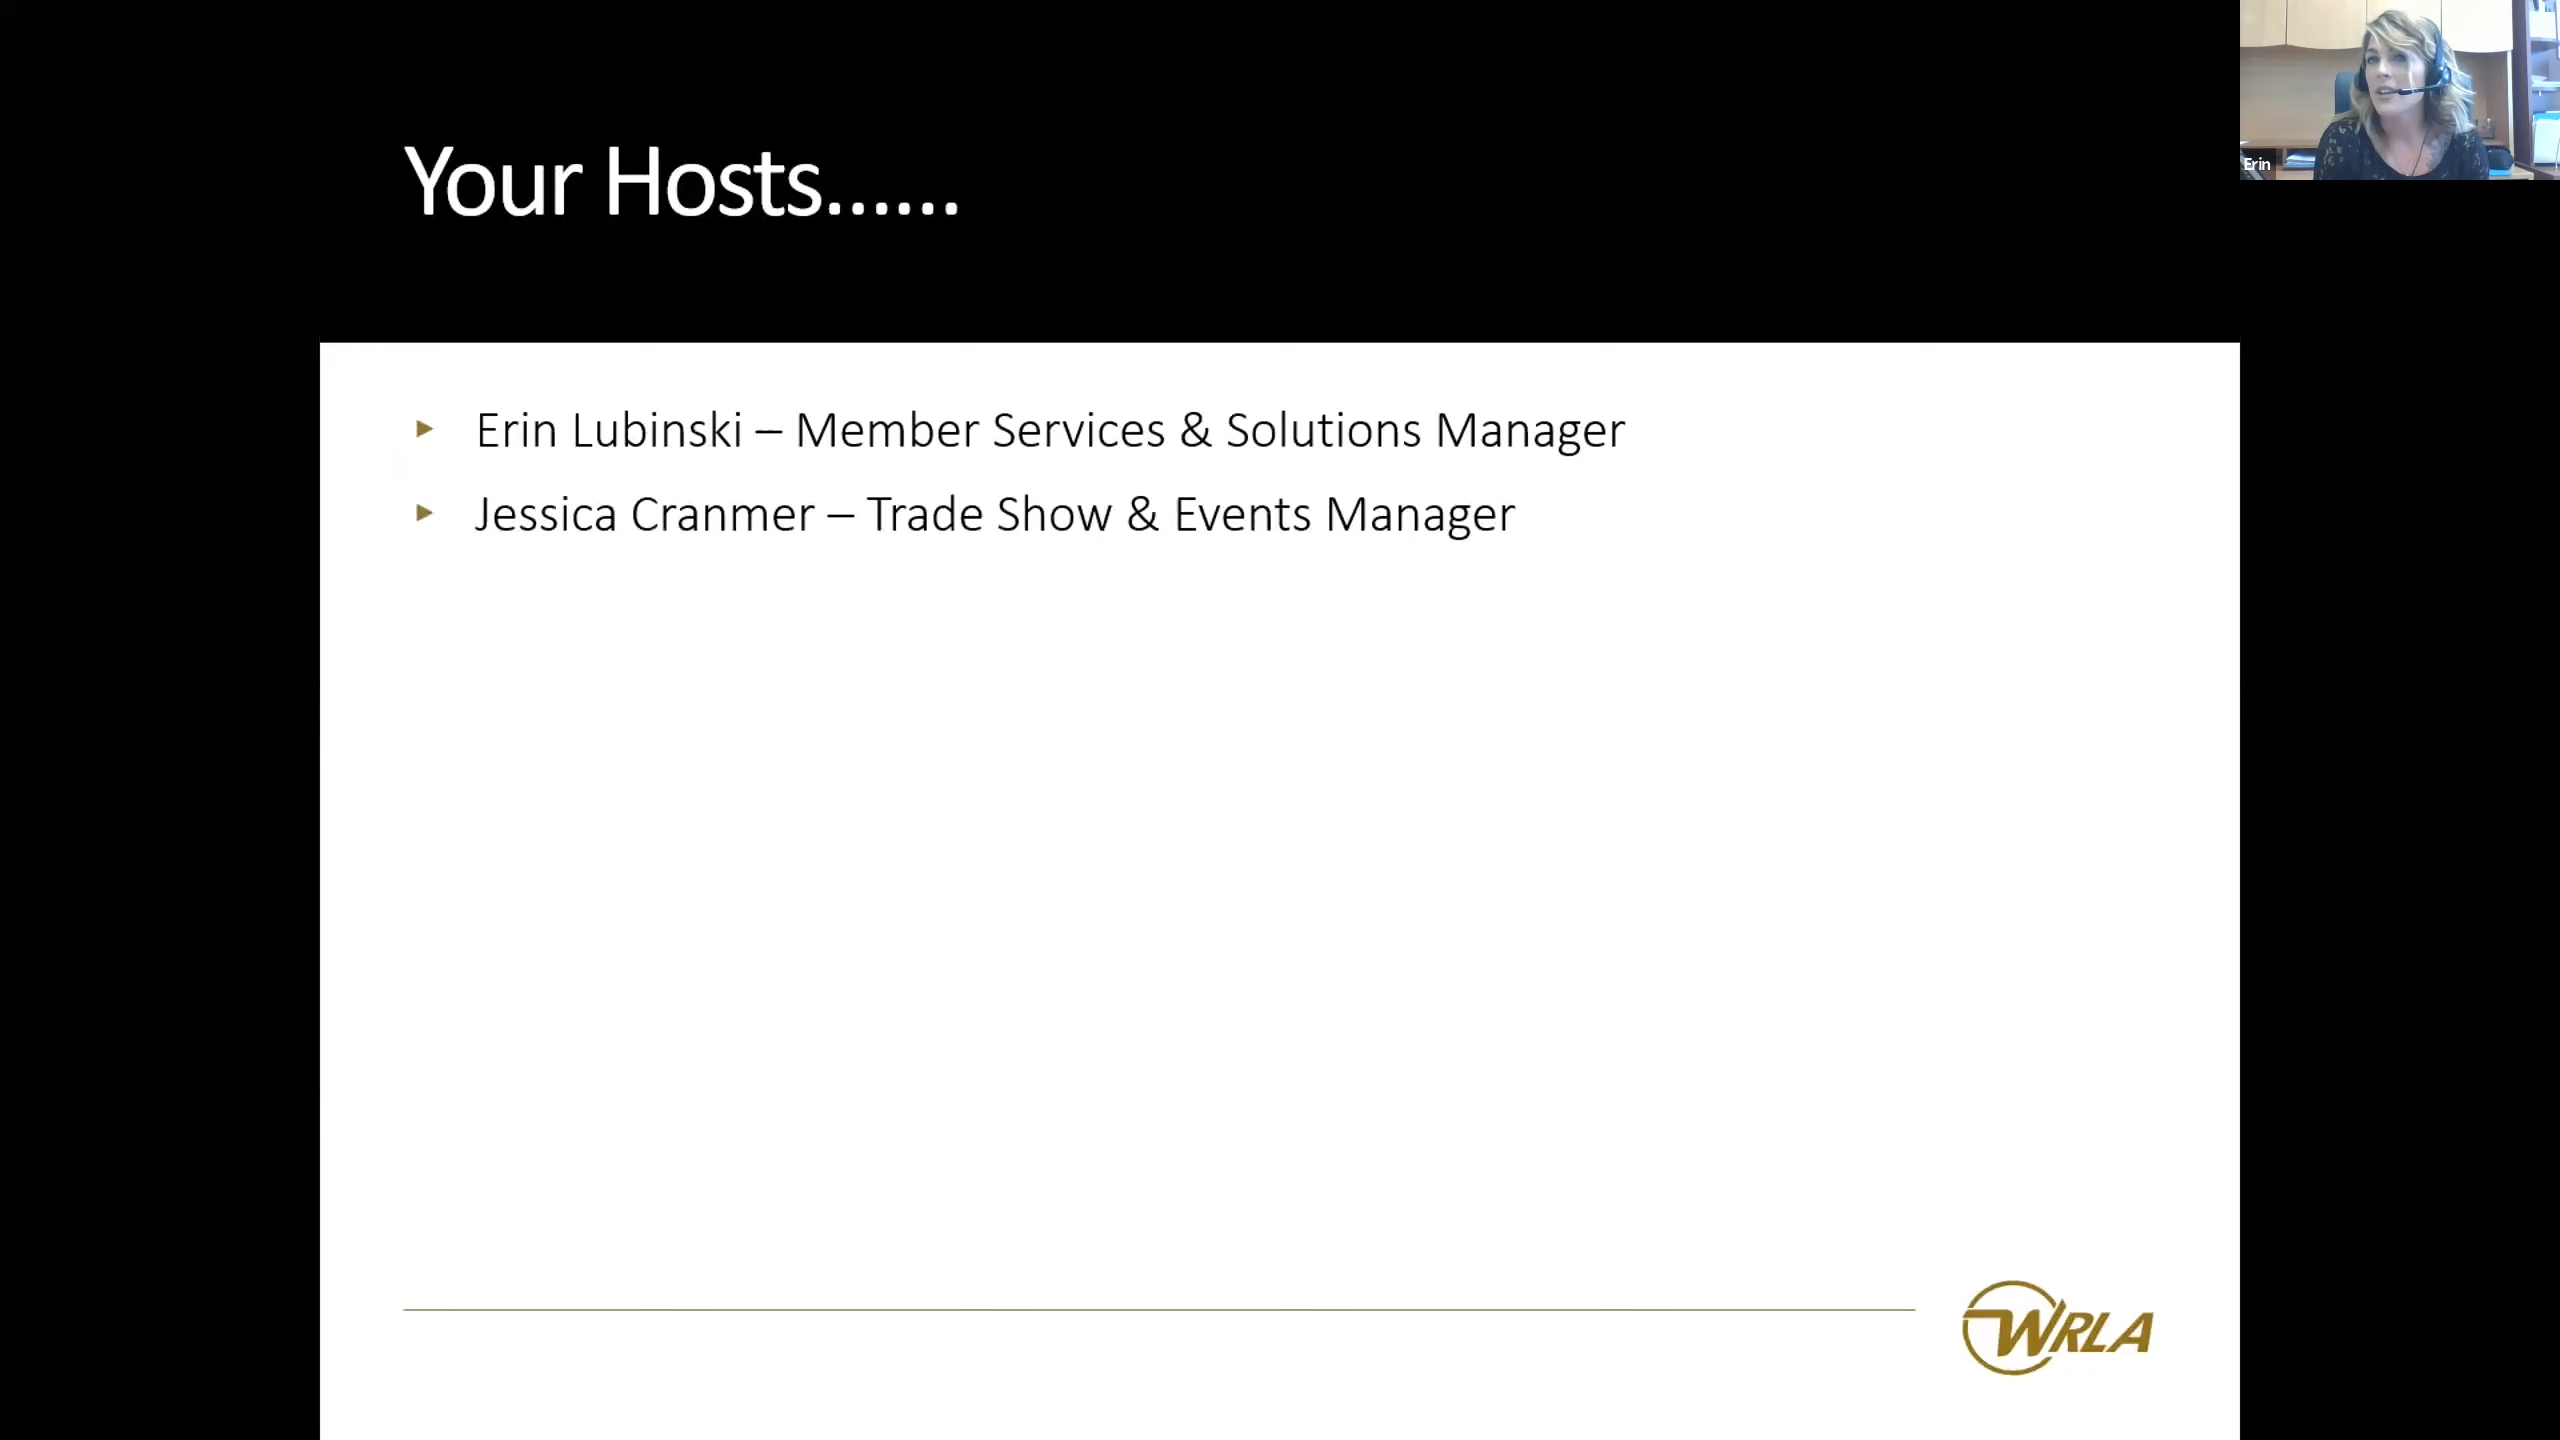 Your Hosts......
Erin
Erin Lubinski – Member Services & Solutions Manager
Jessica Cranmer – Trade Show & Events Manager
WRLA